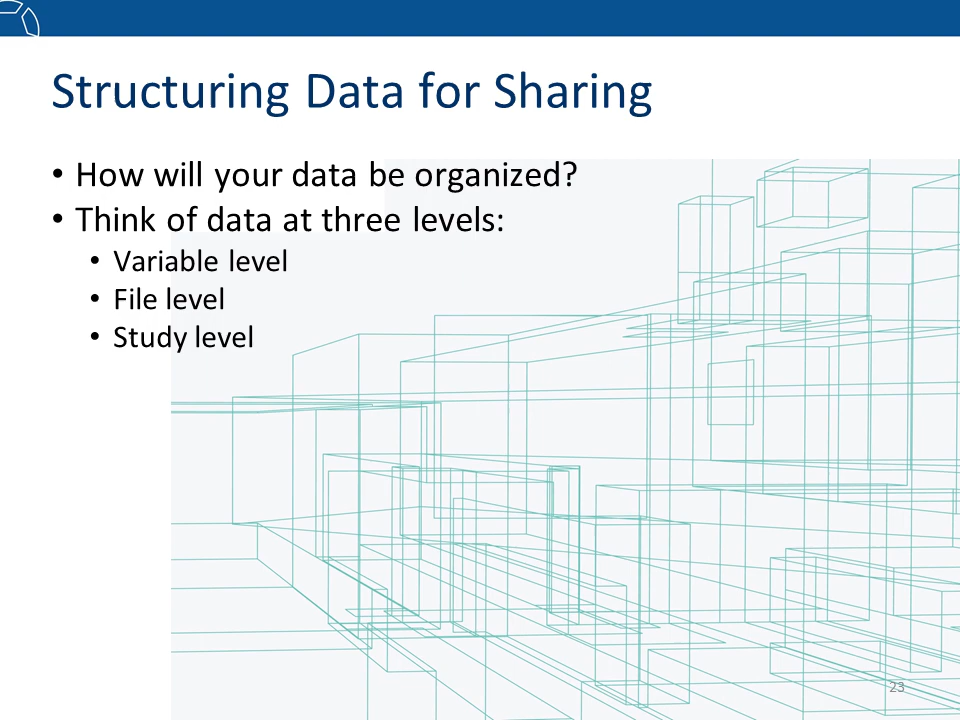 Structuring Data for Sharing
• How will your data be organized?
• Think of data at three levels:
• Variable level
• File level
• Study level
23